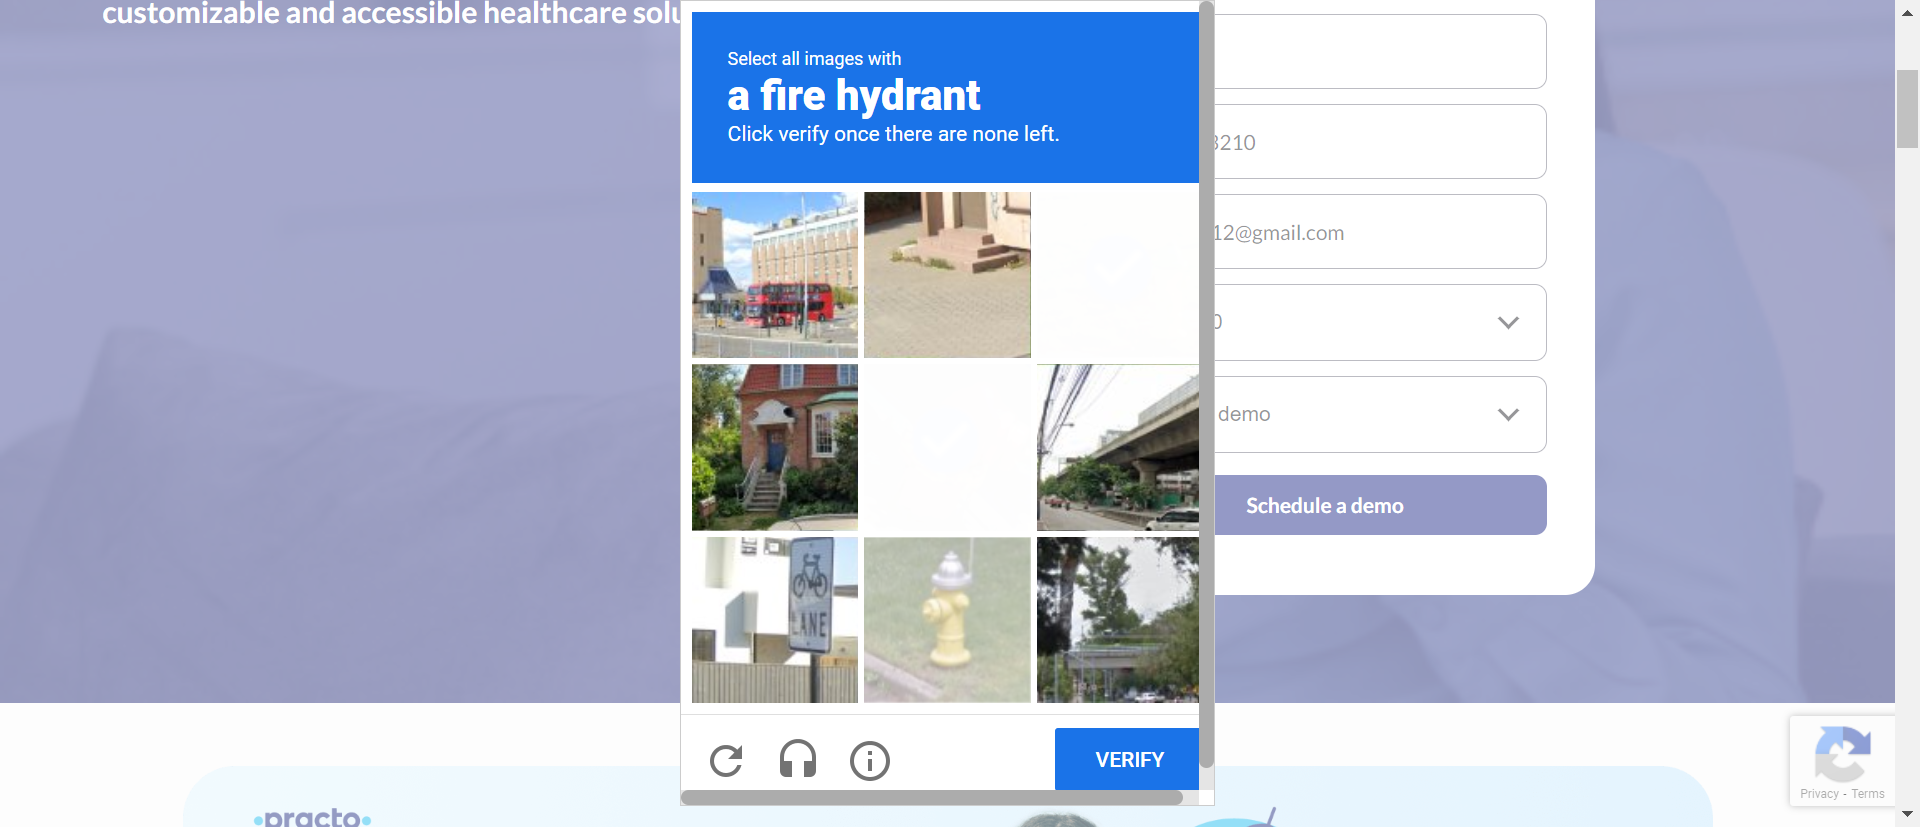 customizable and accessible healthcare solu
Select all images with
a fire hydrant
Click verify once there are none left.
3210
12@gmail.com
0
demo
Schedule a demo
LANE
VERIFY
Privacy - Terms
practo